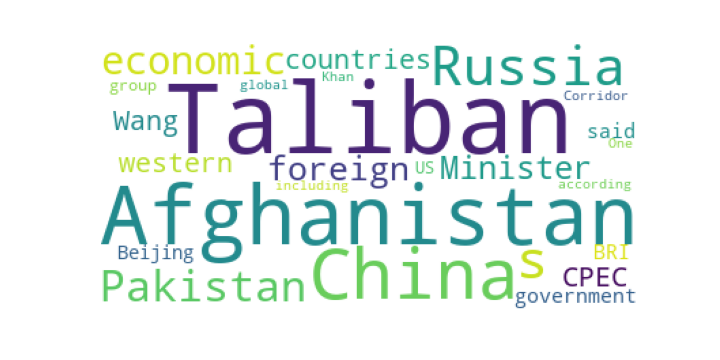 economic countries Russia
group global Khan
Taliban Corridor
Wang said
One
western foreign US Minister
including according
Afghanistan
Beijing China s BRI
Pakistan CPEC
government